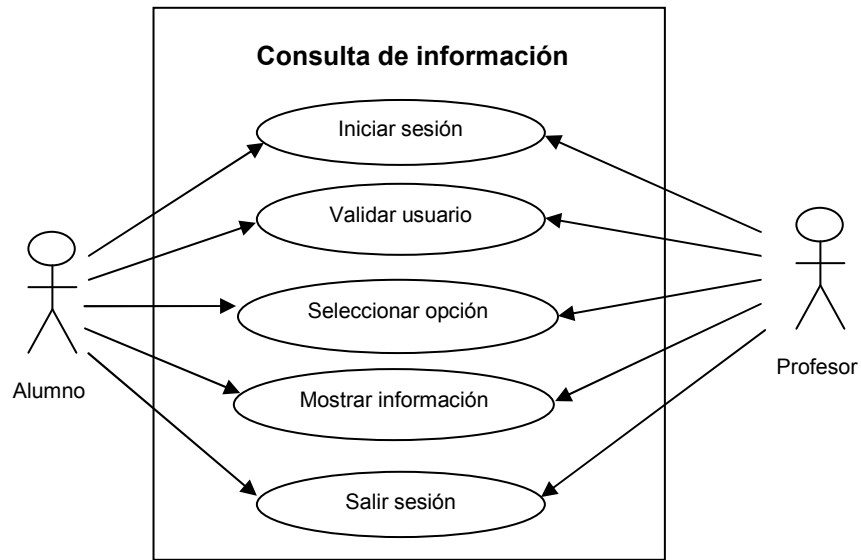 Consulta de información
Iniciar sesión
Validar usuario
Seleccionar opción
Mostrar información
Salir sesión
Alumno
Profesor